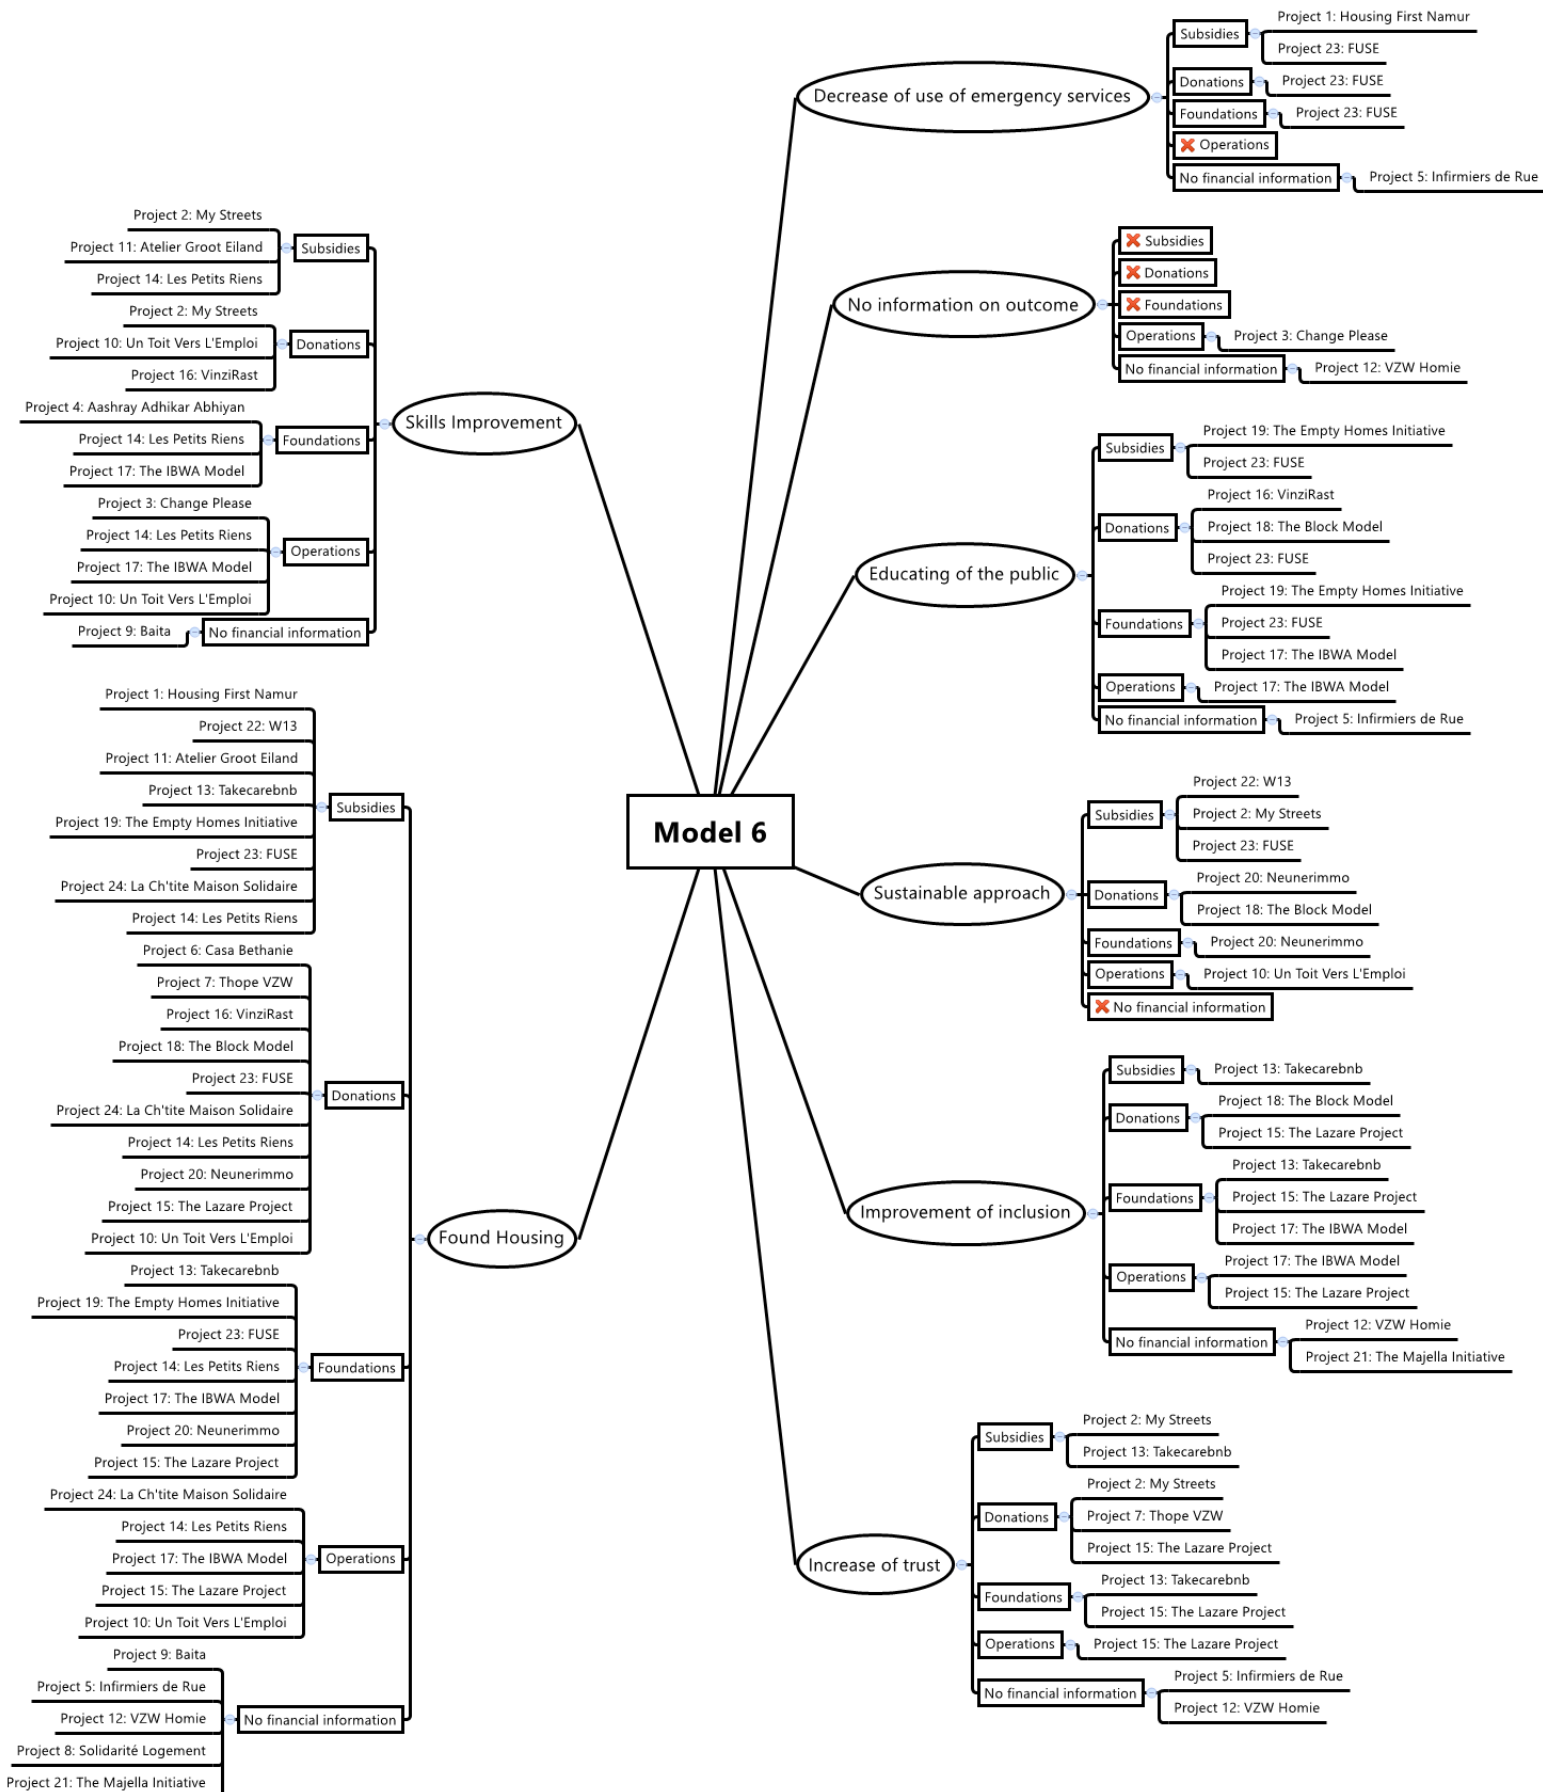 Model 6
Decrease of use of emergency services
Subsidies
Project 1: Housing First Namur
Project 23: FUSE
Donations
Project 23: FUSE
Foundations
Project 23: FUSE
Operations
No financial information
Project 5: Infirmiers de Rue
No information on outcome
Subsidies
Donations
Foundations
Operations
Project 3: Change Please
No financial information
Project 12: VZW Homie
Educating of the public
Subsidies
Project 19: The Empty Homes Initiative
Project 23: FUSE
Donations
Project 16: VinziRast
Project 18: The Block Model
Project 23: FUSE
Foundations
Project 19: The Empty Homes Initiative
Project 23: FUSE
Project 17: The IBWA Model
Operations
Project 17: The IBWA Model
No financial information
Project 5: Infirmiers de Rue
Sustainable approach
Subsidies
Project 22: W13
Project 2: My Streets
Project 23: FUSE
Donations
Project 20: Neunerimmo
Project 18: The Block Model
Foundations
Project 20: Neunerimmo
Operations
Project 10: Un Toit Vers L'Emploi
No financial information
Improvement of inclusion
Subsidies
Project 13: Takecarebnb
Donations
Project 18: The Block Model
Project 15: The Lazare Project
Foundations
Project 13: Takecarebnb
Project 15: The Lazare Project
Project 17: The IBWA Model
Operations
Project 17: The IBWA Model
Project 15: The Lazare Project
No financial information
Project 12: VZW Homie
Project 21: The Majella Initiative
Increase of trust
Subsidies
Project 2: My Streets
Project 13: Takecarebnb
Donations
Project 2: My Streets
Project 7: Thope VZW
Project 15: The Lazare Project
Foundations
Project 13: Takecarebnb
Project 15: The Lazare Project
Operations
Project 15: The Lazare Project
No financial information
Project 5: Infirmiers de Rue
Project 12: VZW Homie
Skills Improvement
Subsidies
Project 2: My Streets
Project 11: Atelier Groot Eiland
Project 14: Les Petits Riens
Donations
Project 2: My Streets
Project 10: Un Toit Vers L'Emploi
Project 16: VinziRast
Foundations
Project 4: Aashray Adhikar Abhiyan
Project 14: Les Petits Riens
Project 17: The IBWA Model
Operations
Project 3: Change Please
Project 14: Les Petits Riens
Project 17: The IBWA Model
Project 10: Un Toit Vers L'Emploi
No financial information
Project 9: Baita
Found Housing
Subsidies
Project 1: Housing First Namur
Project 22: W13
Project 11: Atelier Groot Eiland
Project 13: Takecarebnb
Project 19: The Empty Homes Initiative
Project 23: FUSE
Project 24: La Ch'tite Maison Solidaire
Project 14: Les Petits Riens
Donations
Project 6: Casa Bethanie
Project 7: Thope VZW
Project 16: VinziRast
Project 18: The Block Model
Project 23: FUSE
Project 24: La Ch'tite Maison Solidaire
Project 14: Les Petits Riens
Project 20: Neunerimmo
Project 15: The Lazare Project
Project 10: Un Toit Vers L'Emploi
Foundations
Project 13: Takecarebnb
Project 19: The Empty Homes Initiative
Project 23: FUSE
Project 14: Les Petits Riens
Project 17: The IBWA Model
Project 20: Neunerimmo
Project 15: The Lazare Project
Operations
Project 24: La Ch'tite Maison Solidaire
Project 14: Les Petits Riens
Project 17: The IBWA Model
Project 15: The Lazare Project
Project 10: Un Toit Vers L'Emploi
No financial information
Project 9: Baita
Project 5: Infirmiers de Rue
Project 12: VZW Homie
Project 8: Solidarité Logement
Project 21: The Majella Initiative